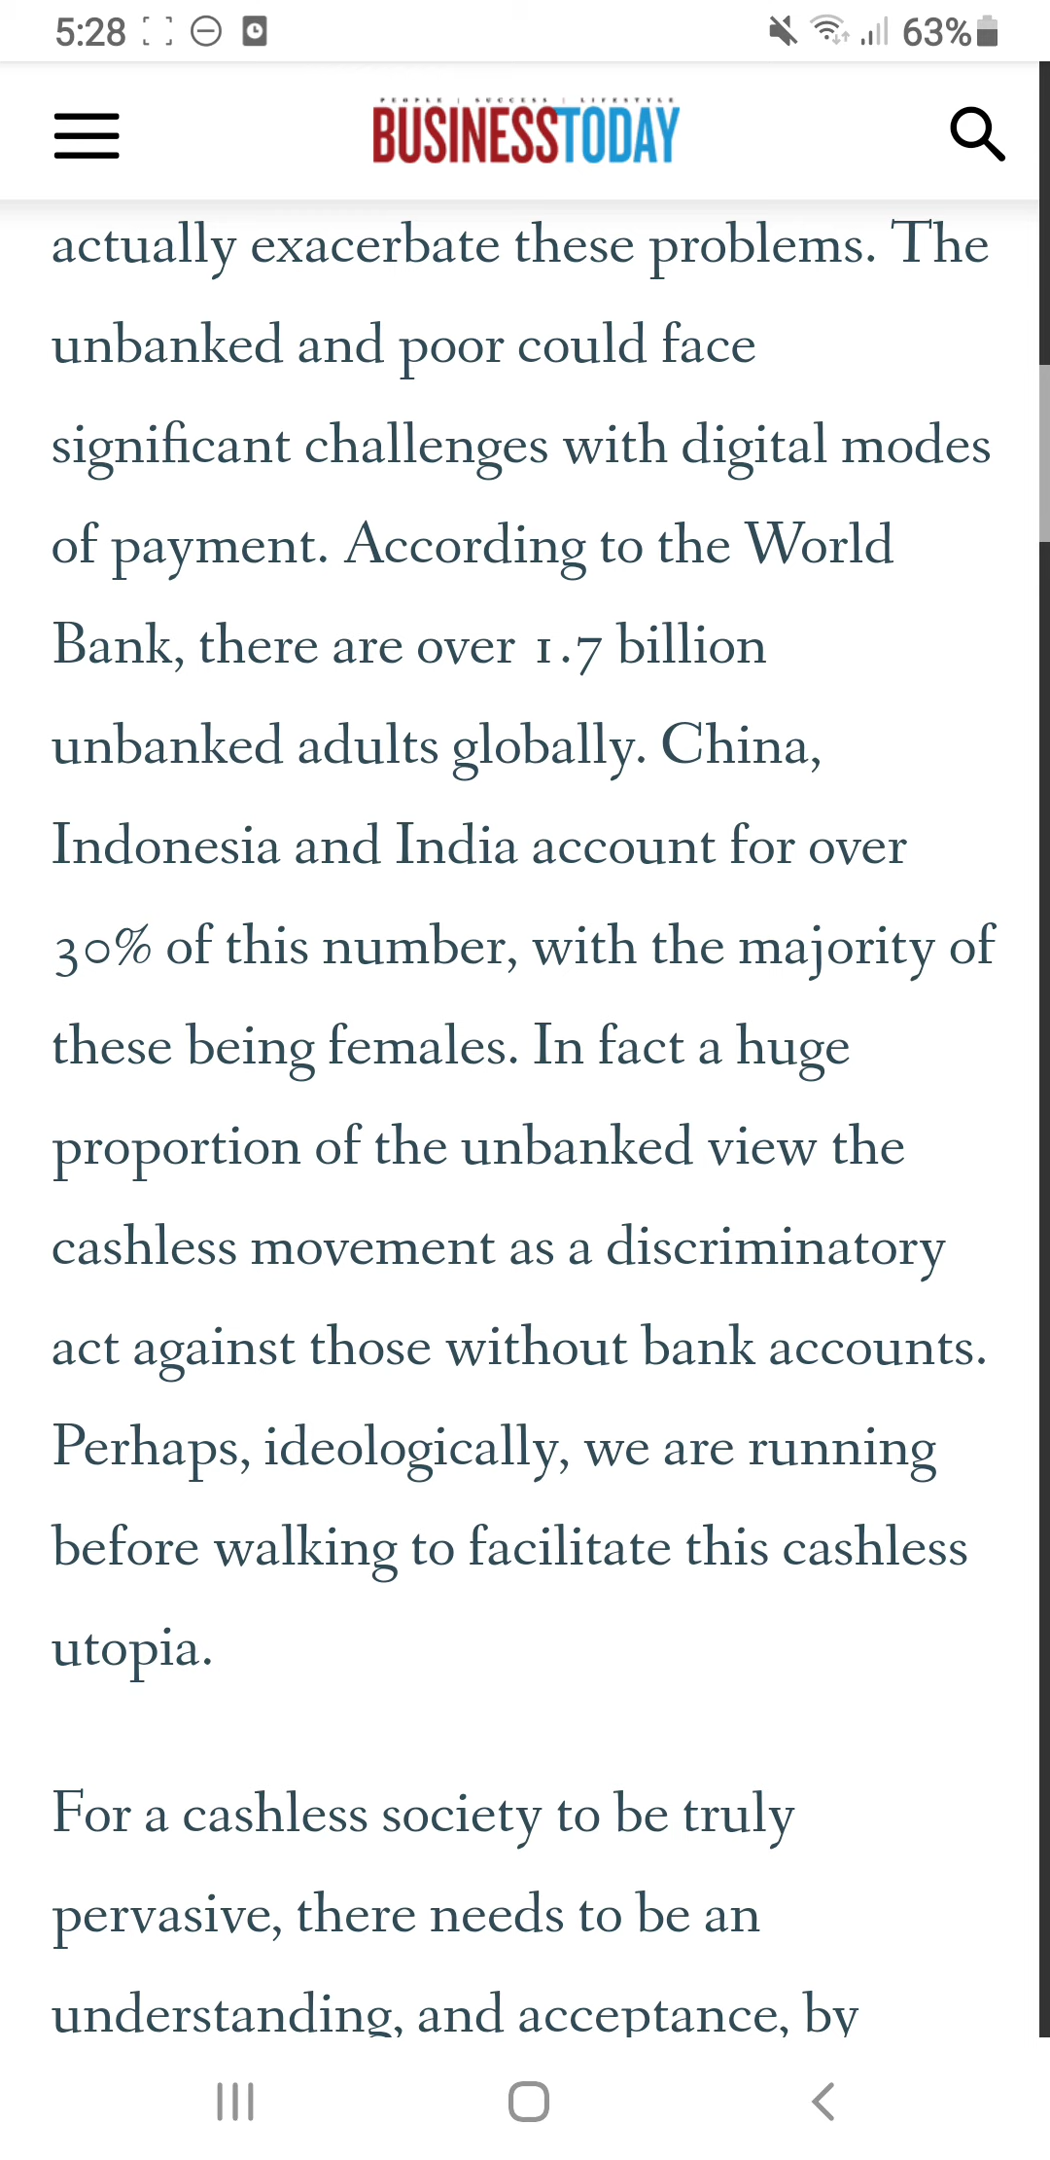 5:28 63%
PEOPLE | SUCCESS | LIFESTYLE
BUSINESSTODAY
actually exacerbate these problems. The
unbanked and poor could face
significant challenges with digital modes
of payment. According to the World
Bank, there are over 1.7 billion
unbanked adults globally. China,
Indonesia and India account for over
30% of this number, with the majority of
these being females. In fact a huge
proportion of the unbanked view the
cashless movement as a discriminatory
act against those without bank accounts.
Perhaps, ideologically, we are running
before walking to facilitate this cashless
utopia.
For a cashless society to be truly
pervasive, there needs to be an
understanding, and acceptance, by